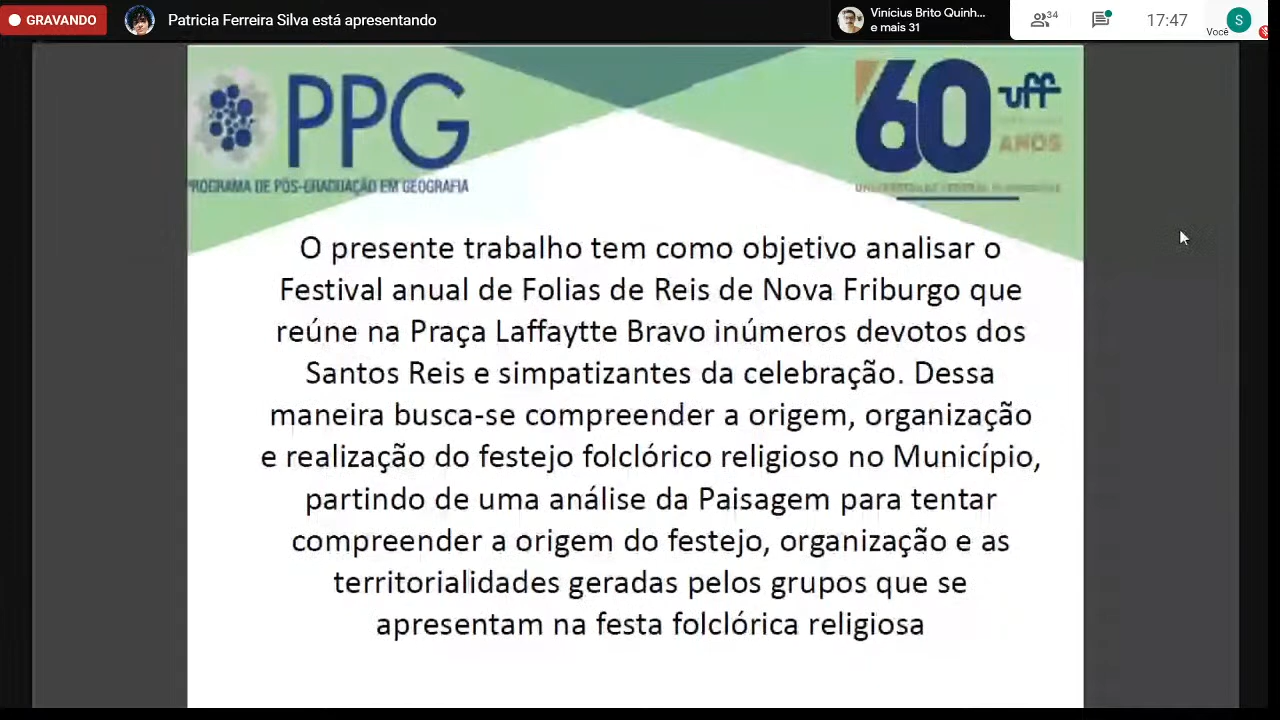 GRAVANDO
Patricia Ferreira Silva está apresentando
Vinícius Brito Quinh...
e mais 31
34
17:47
Você
S
PPG
ROGRAMA DE PÓS-GRADUAÇÃO EM GEOGRAFIA
60
uff
ANOS
O presente trabalho tem como objetivo analisar o
Festival anual de Folias de Reis de Nova Friburgo que
reúne na Praça Laffaytte Bravo inúmeros devotos dos
Santos Reis e simpatizantes da celebração. Dessa
maneira busca-se compreender a origem, organização
e realização do festejo folclórico religioso no Município,
partindo de uma análise da Paisagem para tentar
compreender a origem do festejo, organização e as
territorialidades geradas pelos grupos que se
apresentam na festa folclórica religiosa